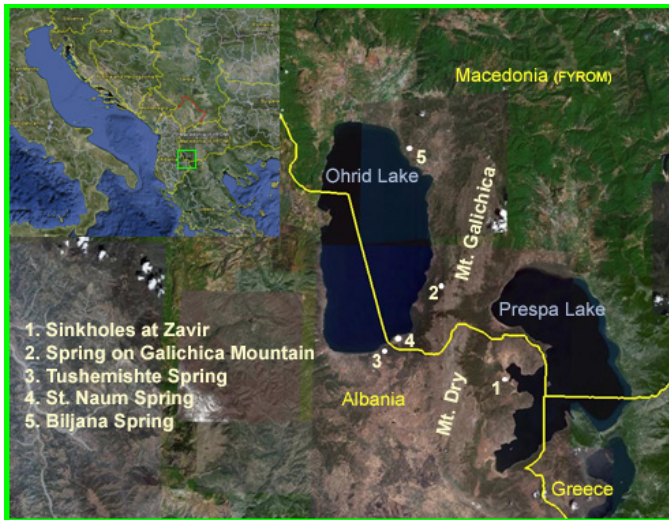 Macedonia (FYROM)
5
Ohrid Lake
Mt. Galichica
2
Prespa Lake
1. Sinkholes at Zavir
2. Spring on Galichica Mountain
3. Tushemishte Spring
4. St. Naum Spring
5. Biljana Spring
4
3
1
Albania
Mt. Dry
Greece